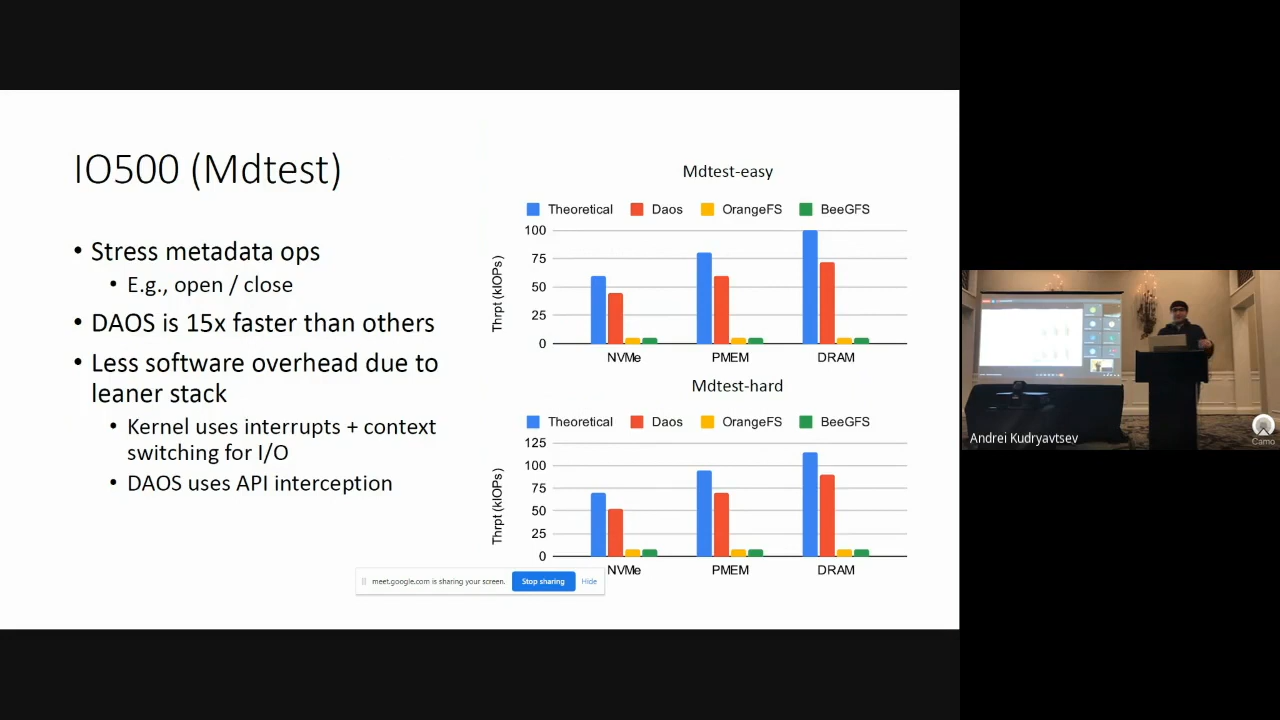 IO500 (Mdtest)
• Stress metadata ops
• E.g., open / close
• DAOS is 15x faster than others
• Less software overhead due to
leaner stack
• Kernel uses interrupts + context
switching for I/O
• DAOS uses API interception
Mdtest-easy
Theoretical Daos OrangeFS BeeGFS
Thrpt (kIOPs)
100
75
50
25
0
NVMe PMEM DRAM
Mdtest-hard
Theoretical Daos OrangeFS BeeGFS
Thrpt (kIOPs)
125
100
75
50
25
0
NVMe PMEM DRAM
meet.google.com is sharing your screen. Stop sharing Hide
Andrei Kudryavtsev
Camo